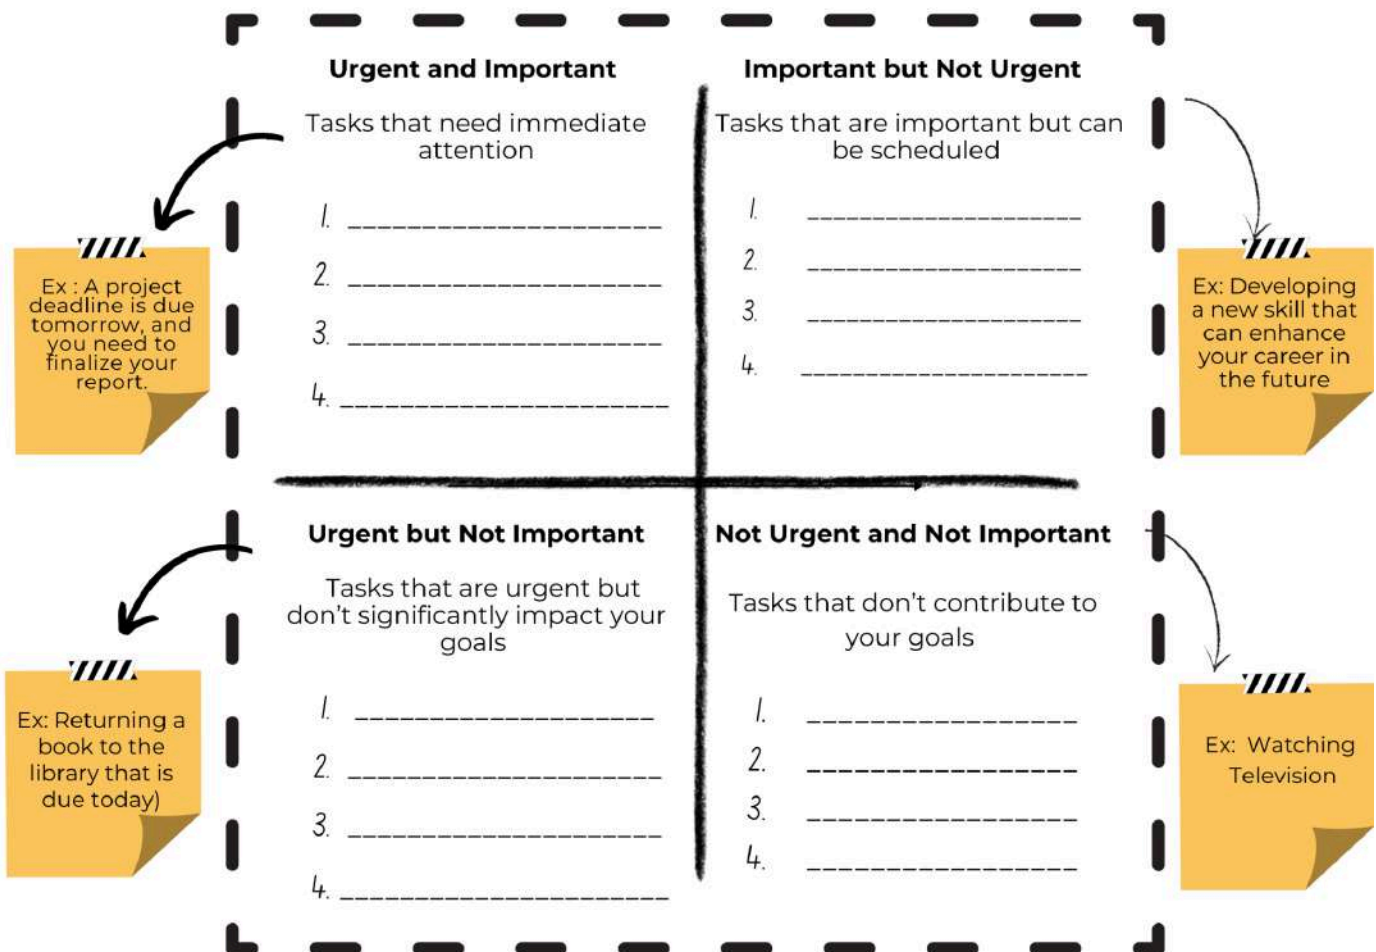 Urgent and Important
Tasks that need immediate
attention
1. _ _ _ _ _ _ _ _ _ _ _ _ _ _ _ _ _ _
2. _ _ _ _ _ _ _ _ _ _ _ _ _ _ _ _ _ _
3. _ _ _ _ _ _ _ _ _ _ _ _ _ _ _ _ _ _
4. _ _ _ _ _ _ _ _ _ _ _ _ _ _ _ _ _ _
Ex : A project
deadline is due
tomorrow, and
you need to
finalize your
report.
Important but Not Urgent
Tasks that are important but can
be scheduled
1. _ _ _ _ _ _ _ _ _ _ _ _ _ _ _ _ _
2. _ _ _ _ _ _ _ _ _ _ _ _ _ _ _ _ _
3. _ _ _ _ _ _ _ _ _ _ _ _ _ _ _ _ _
4. _ _ _ _ _ _ _ _ _ _ _ _ _ _ _ _ _
Ex: Developing
a new skill that
can enhance
your career in
the future
Urgent but Not Important
Tasks that are urgent but
don’t significantly impact your
goals
1. _ _ _ _ _ _ _ _ _ _ _ _ _ _ _ _ _
2. _ _ _ _ _ _ _ _ _ _ _ _ _ _ _ _ _ _
3. _ _ _ _ _ _ _ _ _ _ _ _ _ _ _ _ _ _
4. _ _ _ _ _ _ _ _ _ _ _ _ _ _ _ _ _ _
Ex: Returning a
book to the
library that is
due today)
Not Urgent and Not Important
Tasks that don’t contribute to
your goals
1. _ _ _ _ _ _ _ _ _ _ _ _ _ _ _ _
2. _ _ _ _ _ _ _ _ _ _ _ _ _ _ _ _
3. _ _ _ _ _ _ _ _ _ _ _ _ _ _ _ _
4. _ _ _ _ _ _ _ _ _ _ _ _ _ _ _ _
Ex: Watching
Television